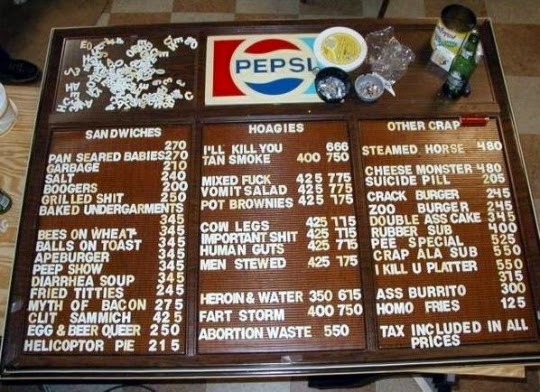 PEPSI
SANDWICHES
270
PAN SEARED BABIES 270
GARBAGE 210
SALT 240
BOOGERS 200
GRILLED SHIT 250
BAKED UNDERGARMENTS
345
BEES ON WHEAT 345
BALLS ON TOAST 345
APEBURGER 345
PEEP SHOW 345
DIARRHEA SOUP 345
FRIED TITTIES 245
MYTH OF BACON 275
CLIT SAMMICH 425
EGG & BEER QUEER 250
HELICOPTOR PIE 215
HOAGIES
I'LL KILL YOU 666
TAN SMOKE 400 750
MIXED FUCK 425 775
VOMIT SALAD 425 775
POT BROWNIES 425 175
COW LEGS 425 115
IMPORTANT SHIT 425 115
HUMAN GUTS 425 715
MEN STEWED 425 175
HEROIN & WATER 350 615
FART STORM 400 750
ABORTION WASTE 550
OTHER CRAP
STEAMED HORSE 480
CHEESE MONSTER 480
SUICIDE PILL 205
CRACK BURGER 245
ZOO BURGER 245
DOUBLE ASS CAKE 345
RUBBER SUB 400
PEE SPECIAL 525
CRAP ALA SUB 550
I KILL U PLATTER 550
315
ASS BURRITO 300
HOMO FRIES 125
TAX INCLUDED IN ALL
PRICES